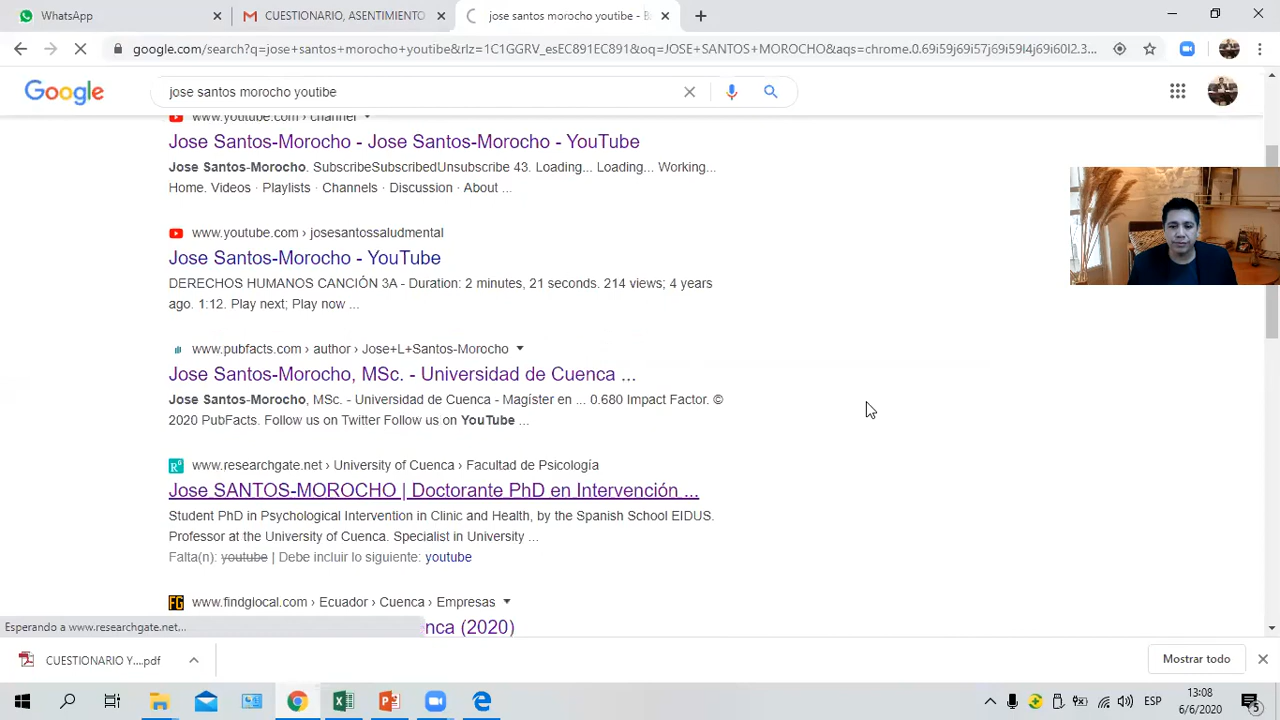 WhatsApp
CUESTIONARIO, ASENTIMIENTO
jose santos morocho youtibe - B
google.com/search?q=jose+santos+morocho+youtibe&rlz=1C1GGRV_esEC891EC891&oq=JOSE+SANTOS+MOROCHO&aqs=chrome.0.69i59j69i57j69i59l4j69i60l2.3...
Google
jose santos morocho youtibe
www.youtube.com › channel
Jose Santos-Morocho - Jose Santos-Morocho - YouTube
Jose Santos-Morocho. SubscribeSubscribedUnsubscribe 43. Loading... Loading... Working...
Home. Videos · Playlists · Channels · Discussion · About ...
www.youtube.com › josesantossaludmental
Jose Santos-Morocho - YouTube
DERECHOS HUMANOS CANCIÓN 3A - Duration: 2 minutes, 21 seconds. 214 views; 4 years
ago. 1:12. Play next; Play now ...
www.pubfacts.com › author › Jose+L+Santos-Morocho
Jose Santos-Morocho, MSc. - Universidad de Cuenca ...
Jose Santos-Morocho, MSc. - Universidad de Cuenca - Magíster en ... 0.680 Impact Factor. ©
2020 PubFacts. Follow us on Twitter Follow us on YouTube ...
www.researchgate.net › University of Cuenca › Facultad de Psicología
Jose SANTOS-MOROCHO | Doctorante PhD en Intervención ...
Student PhD in Psychological Intervention in Clinic and Health, by the Spanish School EIDUS.
Professor at the University of Cuenca. Specialist in University ...
Falta(n): youtube | Debe incluir lo siguiente: youtube
www.findglocal.com › Ecuador › Cuenca › Empresas
Esperando a www.researchgate.net...
nca (2020)
CUESTIONARIO Y....pdf
Mostrar todo
ESP
13:08
6/6/2020
5